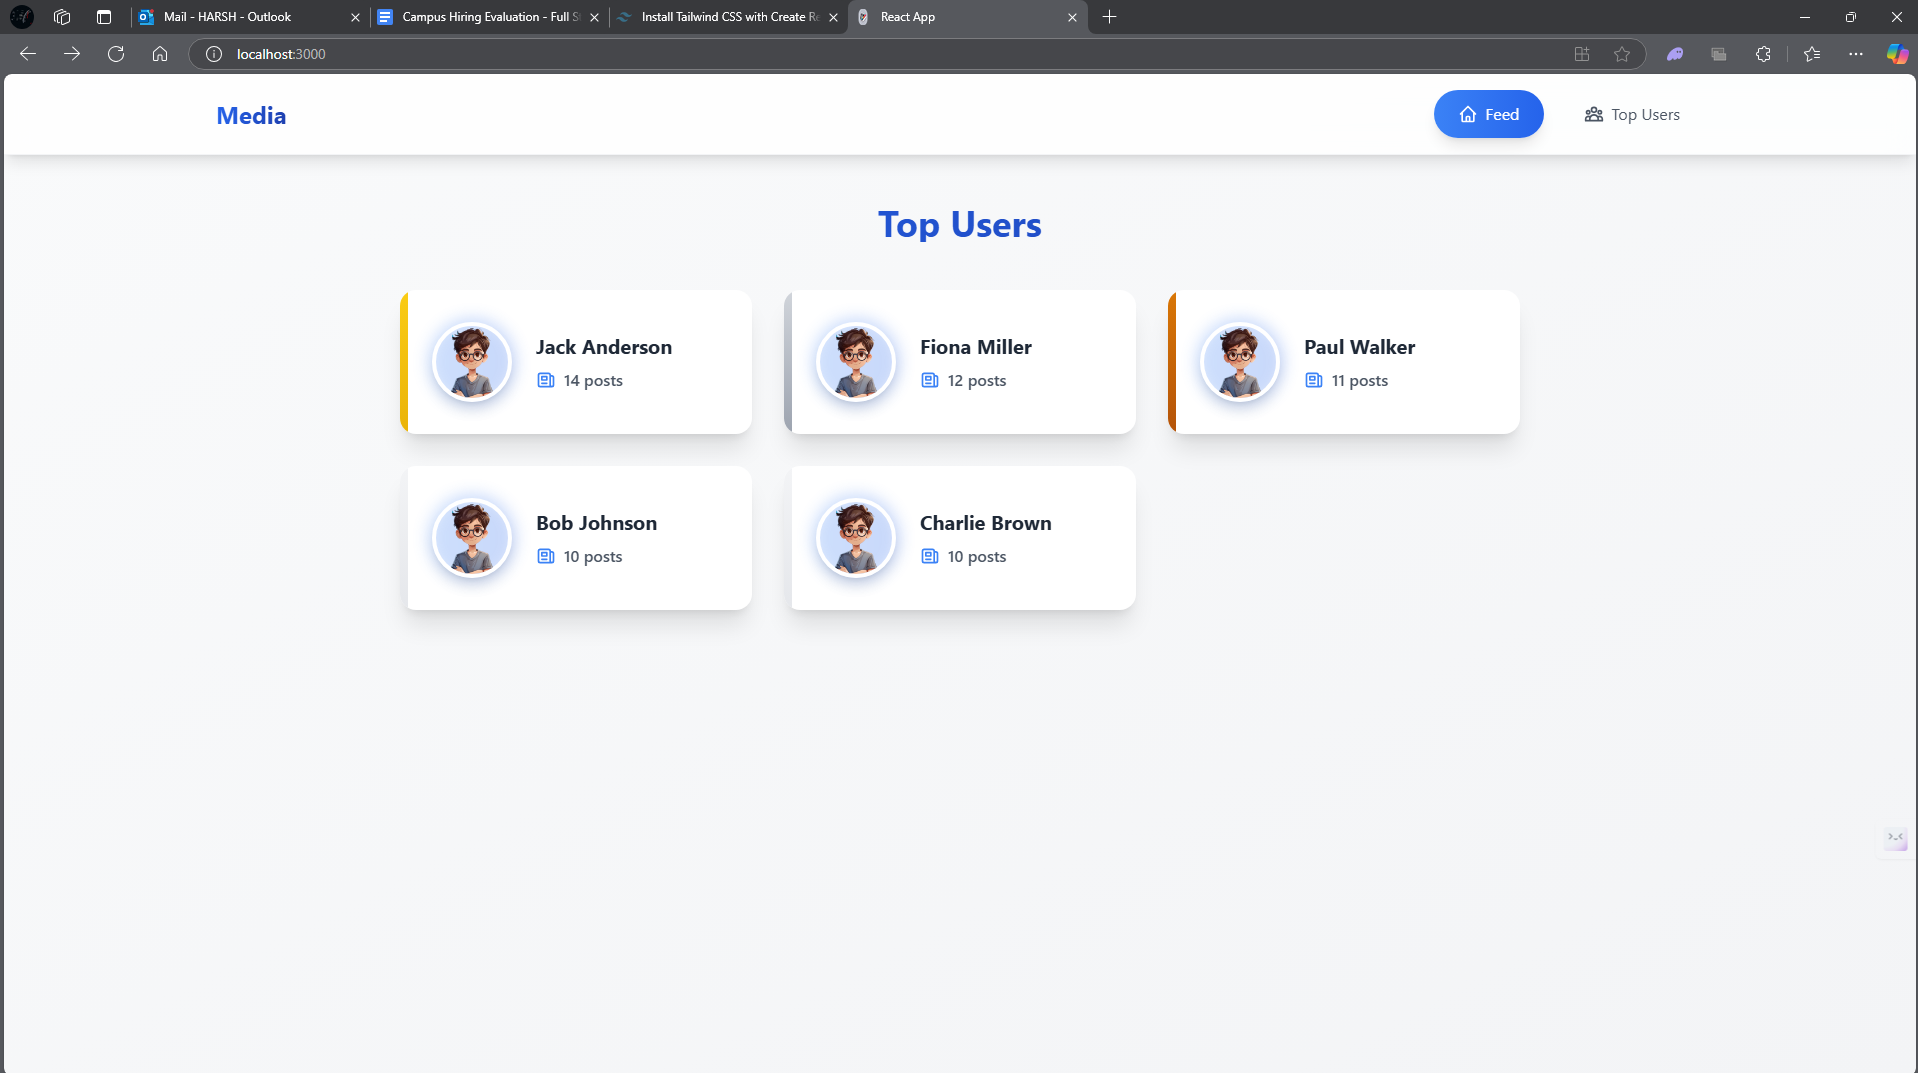 Mail - HARSH - Outlook
Campus Hiring Evaluation - Full S
Install Tailwind CSS with Create Re
React App
localhost:3000
Media
Feed
Top Users
Top Users
Jack Anderson
14 posts
Fiona Miller
12 posts
Paul Walker
11 posts
Bob Johnson
10 posts
Charlie Brown
10 posts